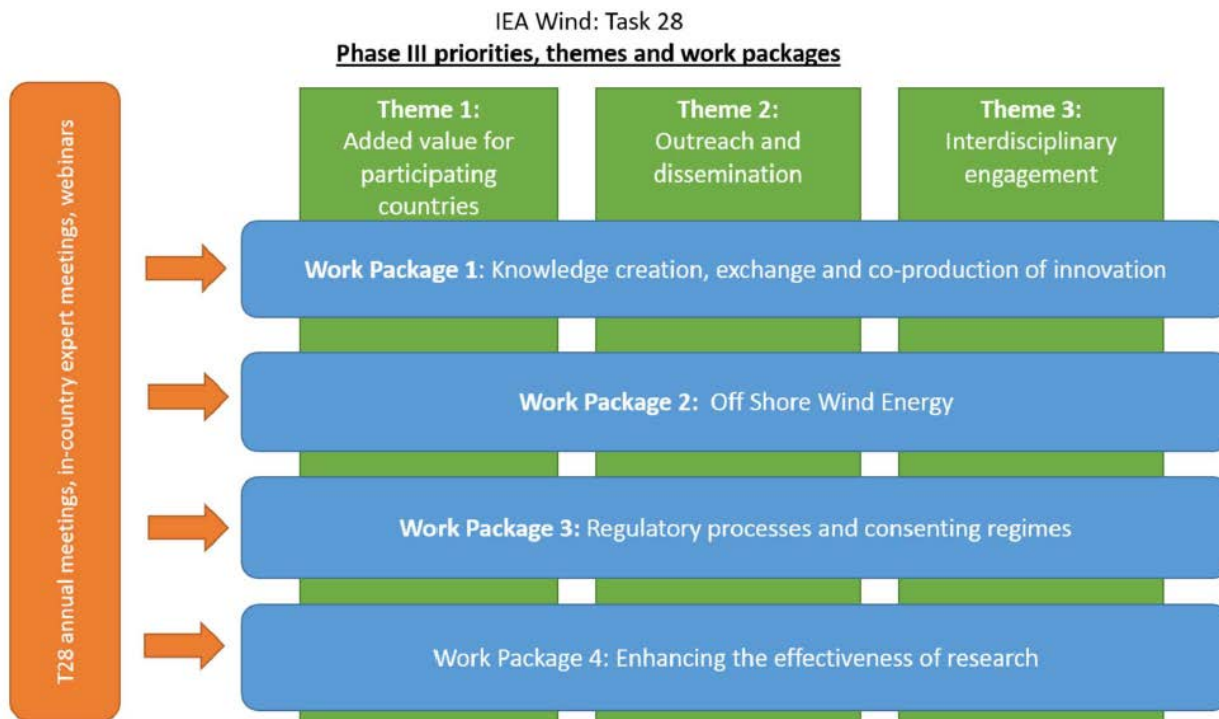 IEA Wind: Task 28
Phase III priorities, themes and work packages
T28 annual meetings, in-country expert meetings, webinars
Theme 1:
Added value for
participating
countries
Theme 2:
Outreach and
dissemination
Theme 3:
Interdisciplinary
engagement
Work Package 1: Knowledge creation, exchange and co-production of innovation
Work Package 2: Off Shore Wind Energy
Work Package 3: Regulatory processes and consenting regimes
Work Package 4: Enhancing the effectiveness of research